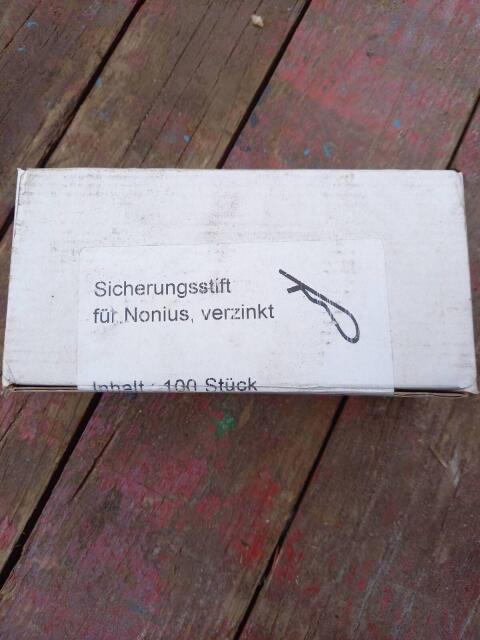 Sicherungsstift
für Nonius, verzinkt
Inhalt : 100 Stück